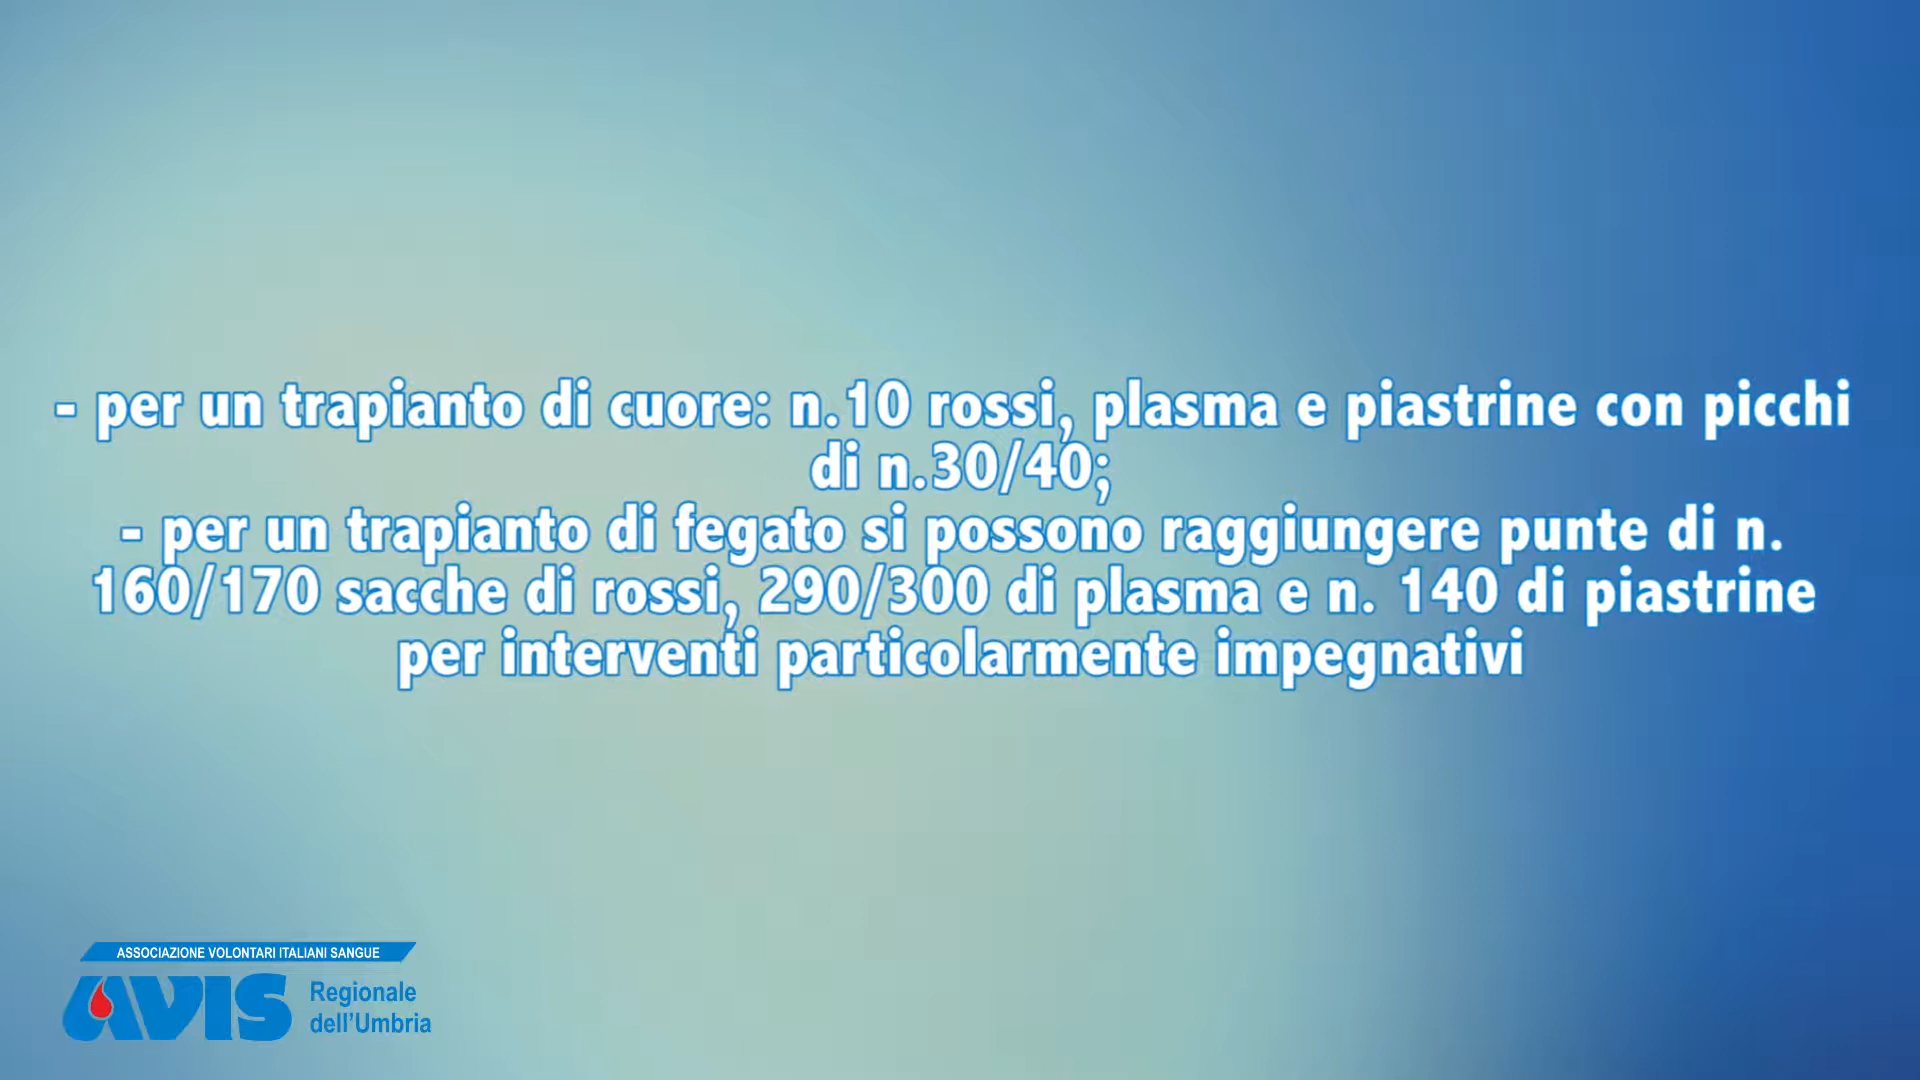 - per un trapianto di cuore: n.10 rossi, plasma e piastrine con picchi
di n.30/40;
- per un trapianto di fegato si possono raggiungere punte di n.
160/170 sacche di rossi, 290/300 di plasma e n. 140 di piastrine
per interventi particolarmente impegnativi
ASSOCIAZIONE VOLONTARI ITALIANI SANGUE
AVIS
Regionale
dell'Umbria